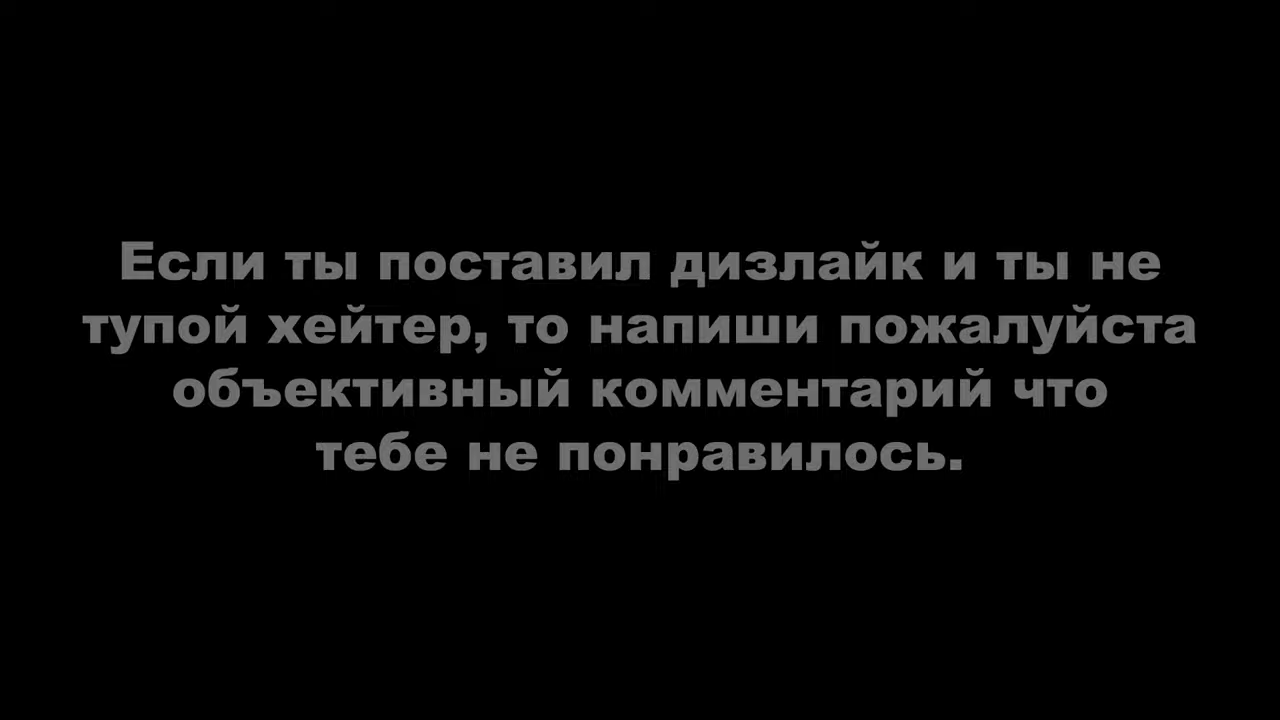 Если ты поставил дизлайк и ты не
тупой хейтер, то напиши пожалуйста
объективный комментарий что
тебе не понравилось.